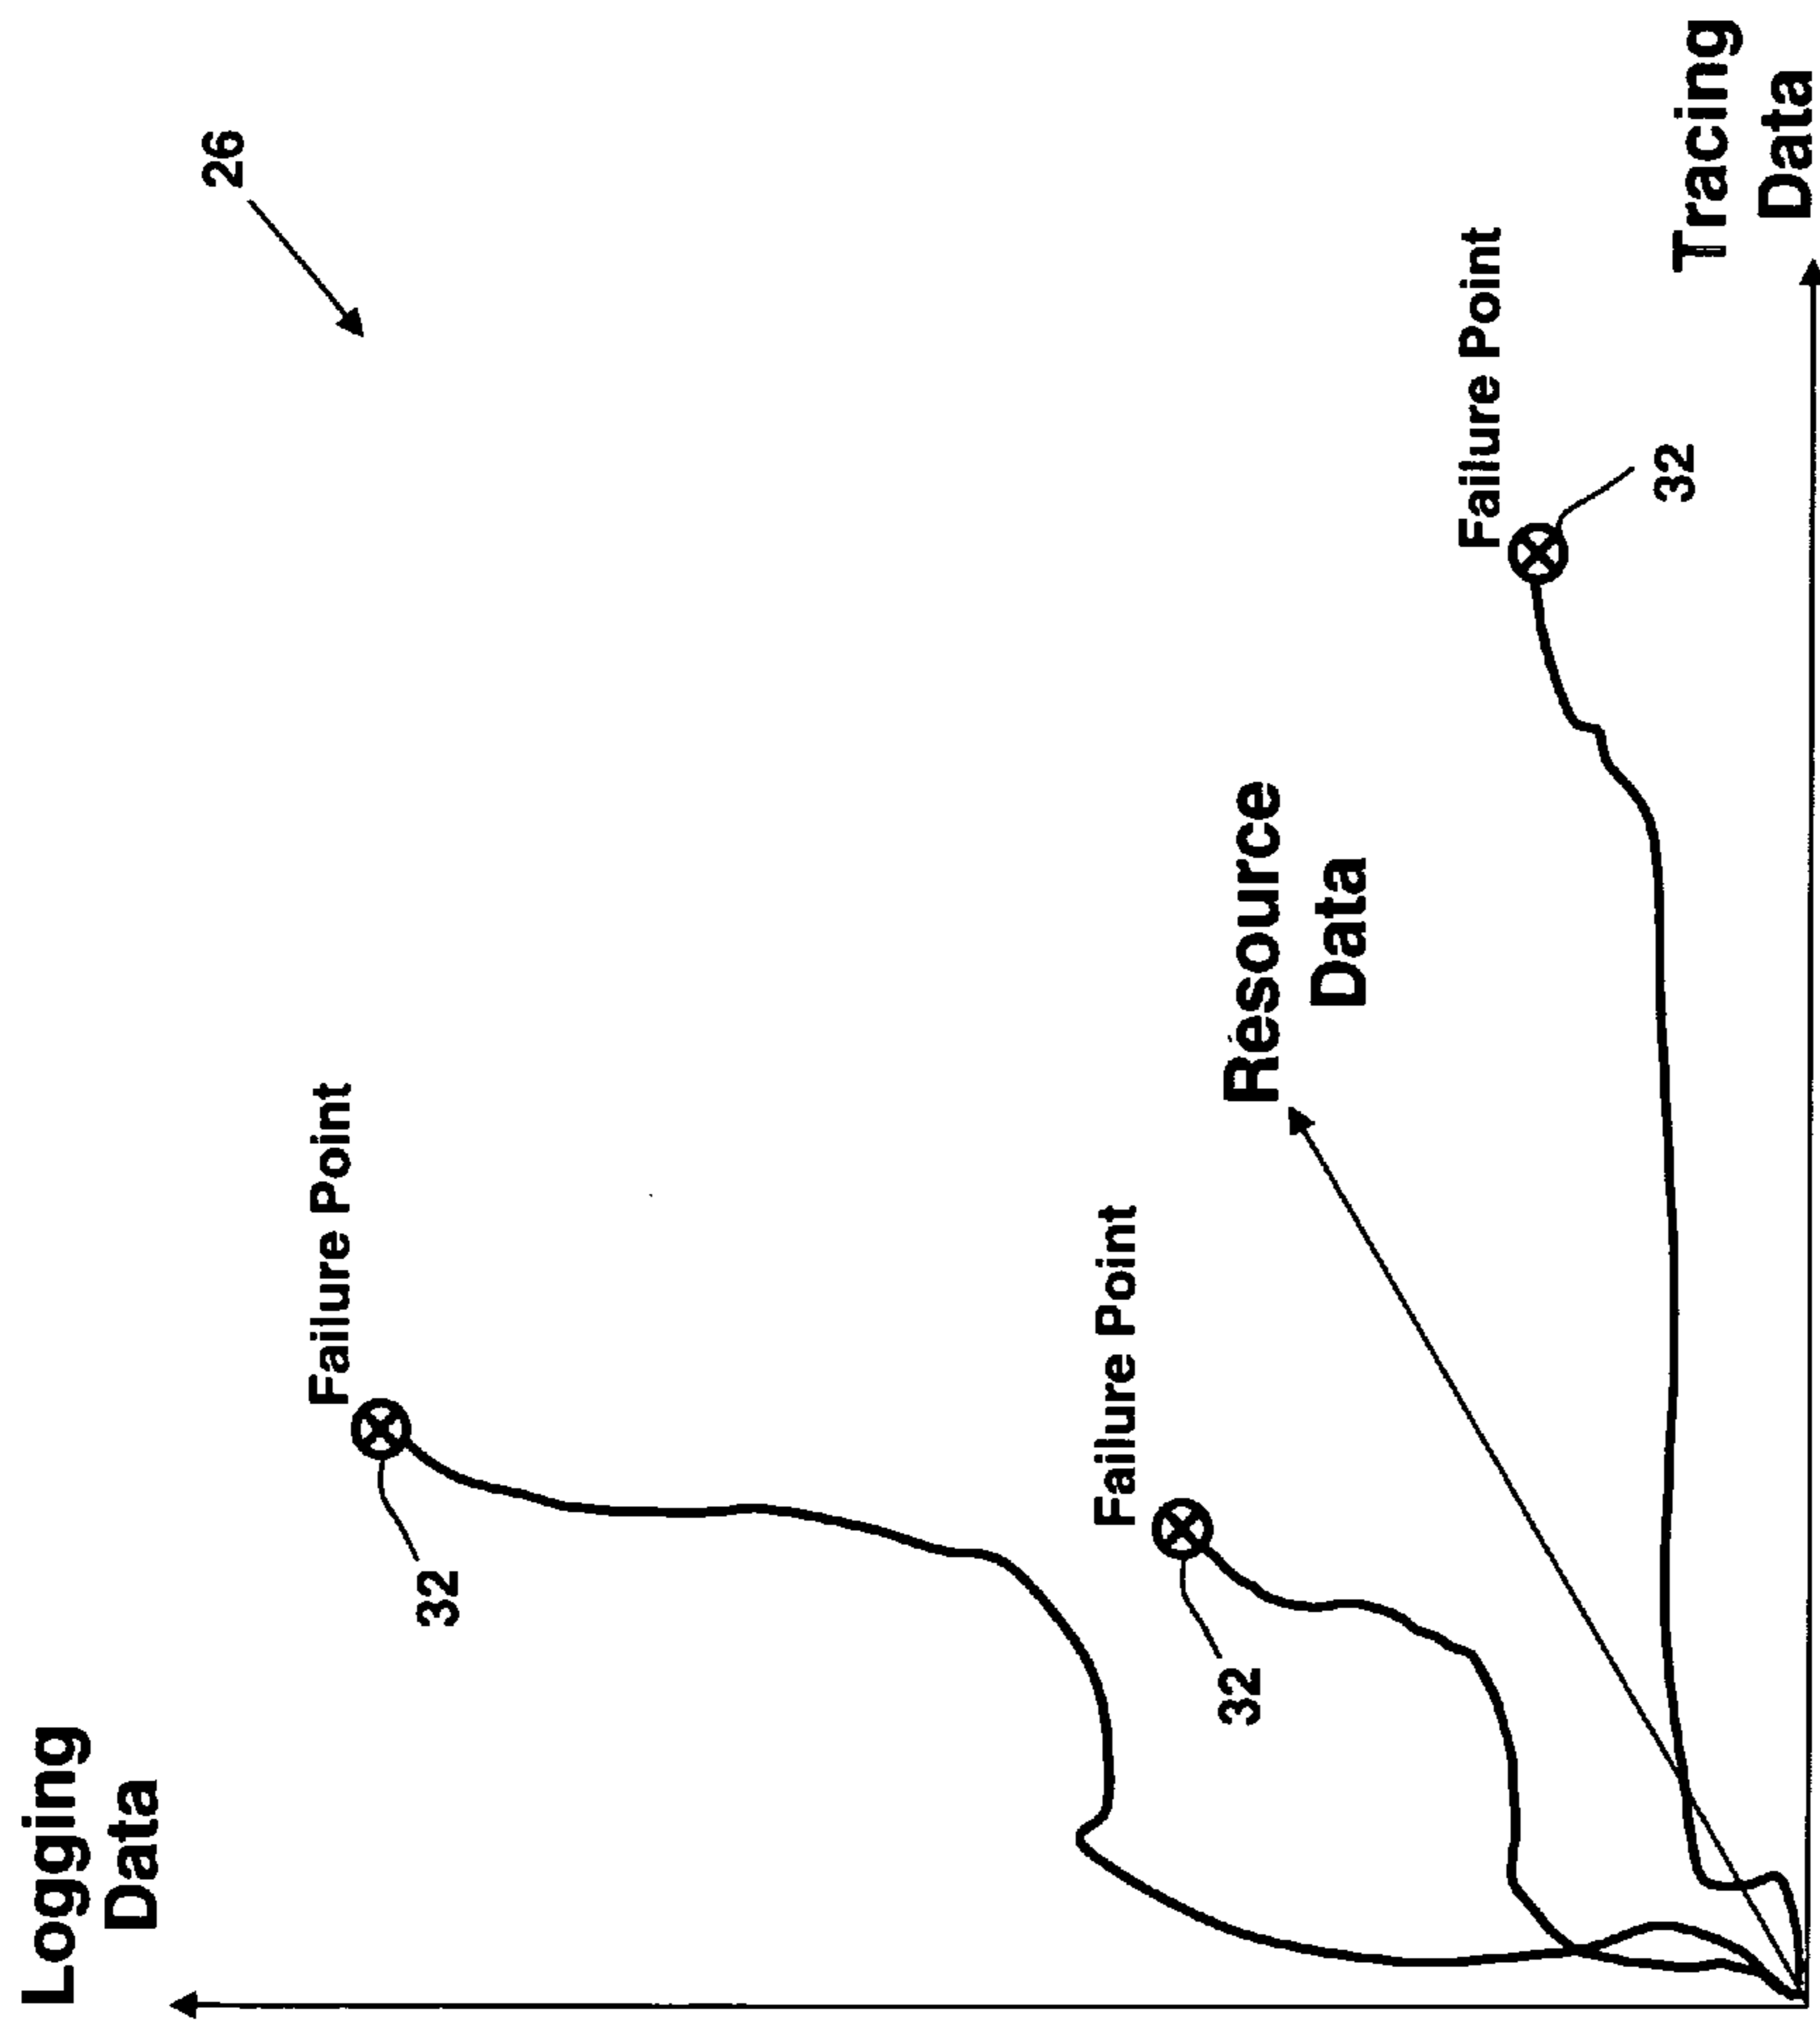 Logging
Data
26
Failure Point
32
Failure Point
32
Resource
Data
Failure Point
32
Tracing
Data